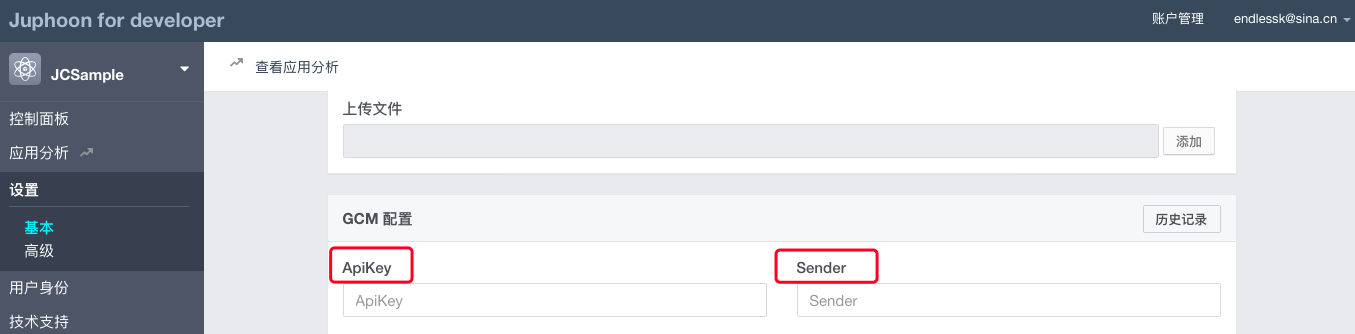 Juphoon for developer
账户管理
endlessk@sina.cn
JCSample
查看应用分析
控制面板
应用分析
设置
基本
高级
用户身份
技术支持
上传文件
添加
GCM 配置
历史记录
ApiKey
Sender
ApiKey
Sender